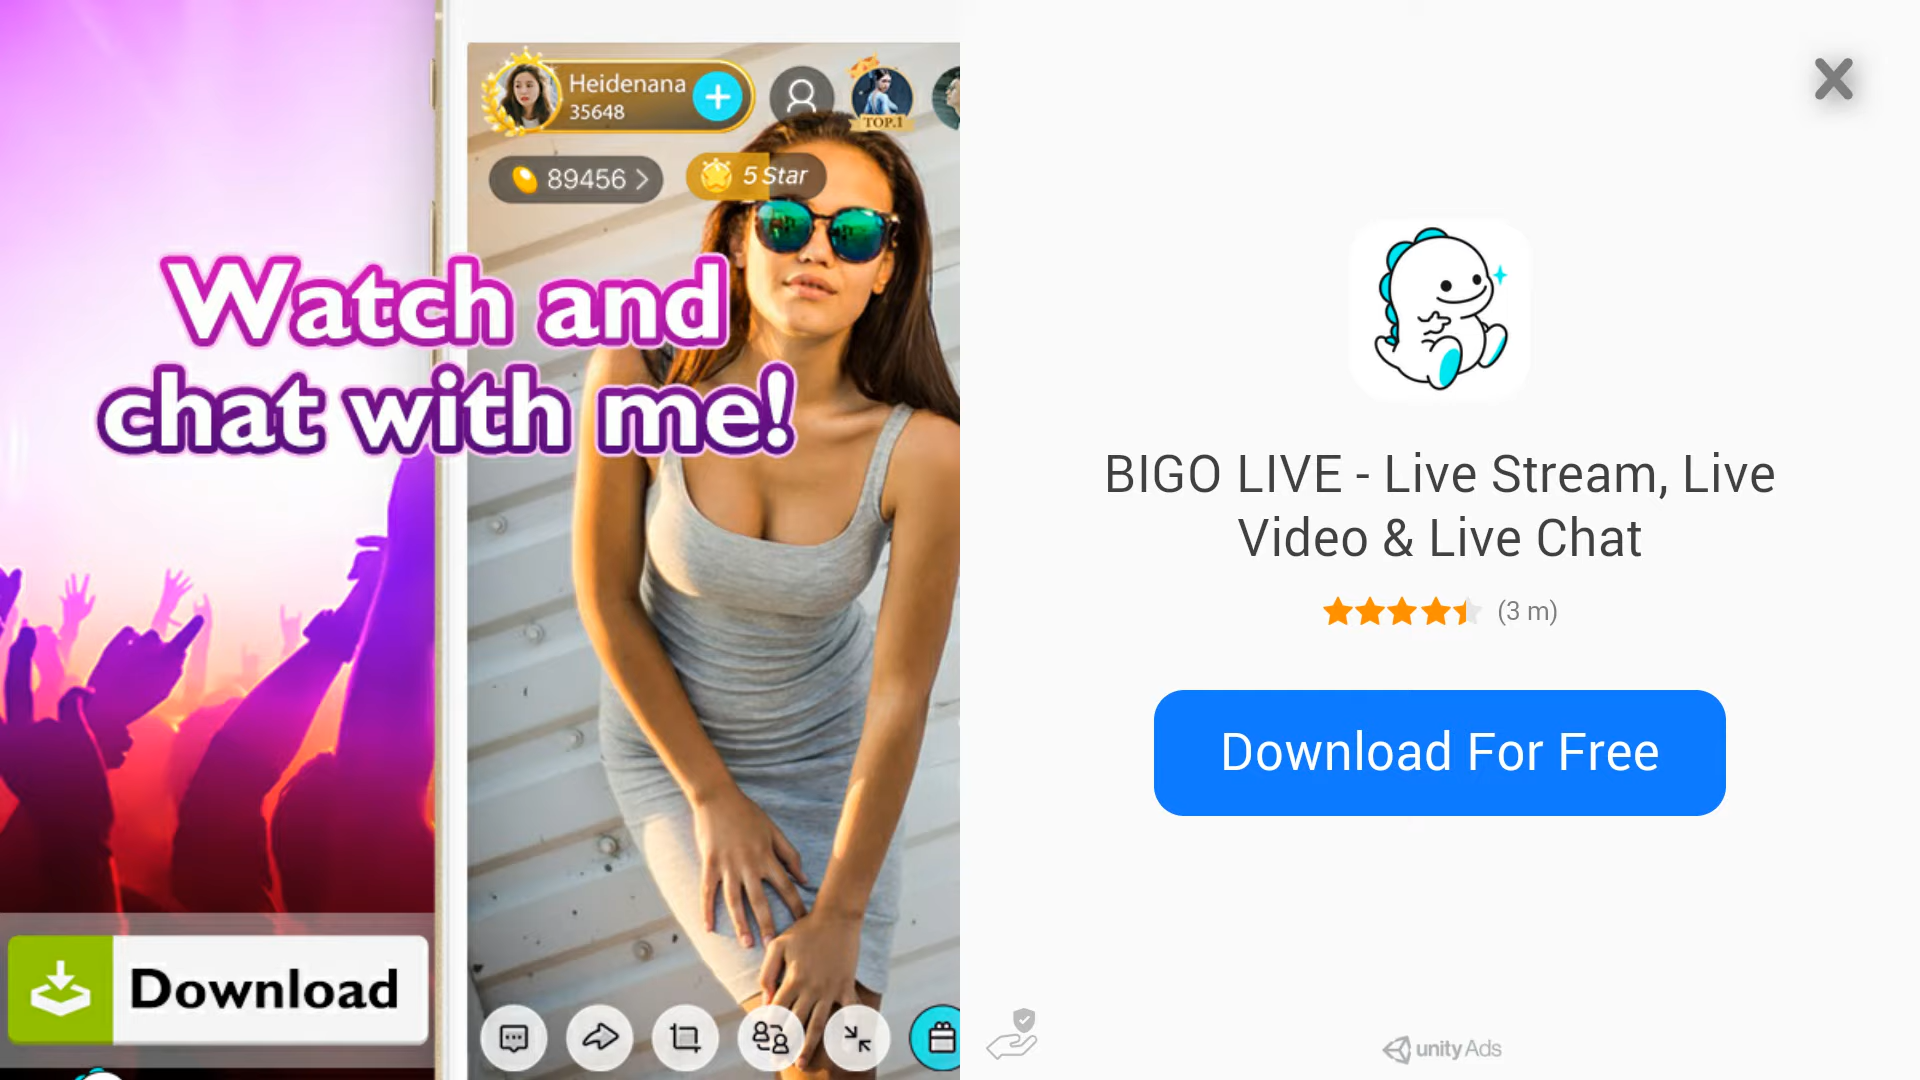 Heidenana
35648
TOP.1
89456
5 Star
Watch and
chat with me!
Download
BIGO LIVE - Live Stream, Live
Video & Live Chat
(3 m)
Download For Free
unity Ads